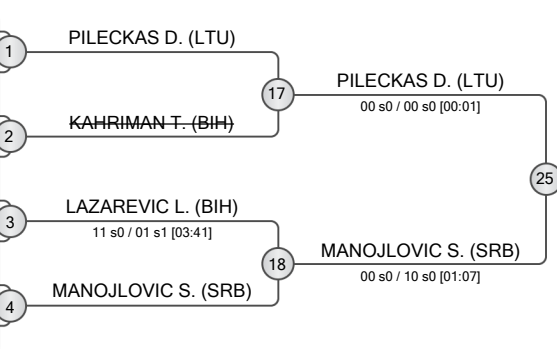 1
PILECKAS D. (LTU)
17
PILECKAS D. (LTU)
00 s0 / 00 s0 [00:01]
2
KAHRIMAN T. (BIH)
25
3
LAZAREVIC L. (BIH)
11 s0 / 01 s1 [03:41]
18
MANOJLOVIC S. (SRB)
00 s0 / 10 s0 [01:07]
4
MANOJLOVIC S. (SRB)